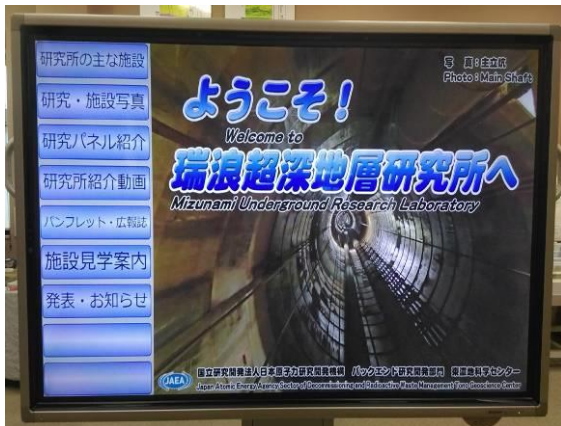 研究所の主な施設
研究・施設写真
研究パネル紹介
研究所紹介動画
パンフレット・広報誌
施設見学案内
発表・お知らせ
写 真:主立坑
Photo : Main Shaft
ようこそ!
Welcome to
瑞浪超深地層研究所へ
Mizunami Underground Research Laboratory
JAEA
国立研究開発法人日本原子力研究開発機構 バックエンド研究開発部門 東濃地科学センター
Japan Atomic Energy Agency Sector of Decommissioning and Radioactive Waste Management Tono Geoscience Center